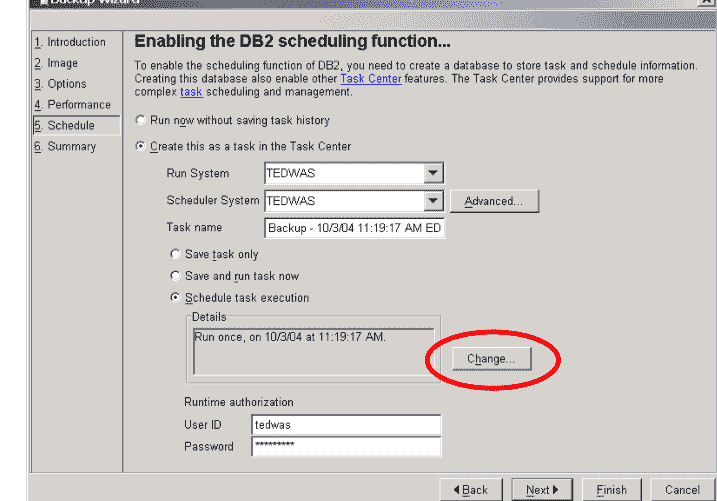 Backup Wizard
1. Introduction
2. Image
3. Options
4. Performance
5. Schedule
6. Summary
Enabling the DB2 scheduling function...
To enable the scheduling function of DB2, you need to create a database to store task and schedule information.
Creating this database also enable other Task Center features. The Task Center provides support for more
complex task scheduling and management.
Run now without saving task history
Create this as a task in the Task Center
Run System TEDWAS
Scheduler System TEDWAS Advanced...
Task name Backup - 10/3/04 11:19:17 AM ED
Save task only
Save and run task now
Schedule task execution
Details
Run once, on 10/3/04 at 11:19:17 AM.
Change...
Runtime authorization
User ID tedwas
Password *********
Back Next Finish Cancel